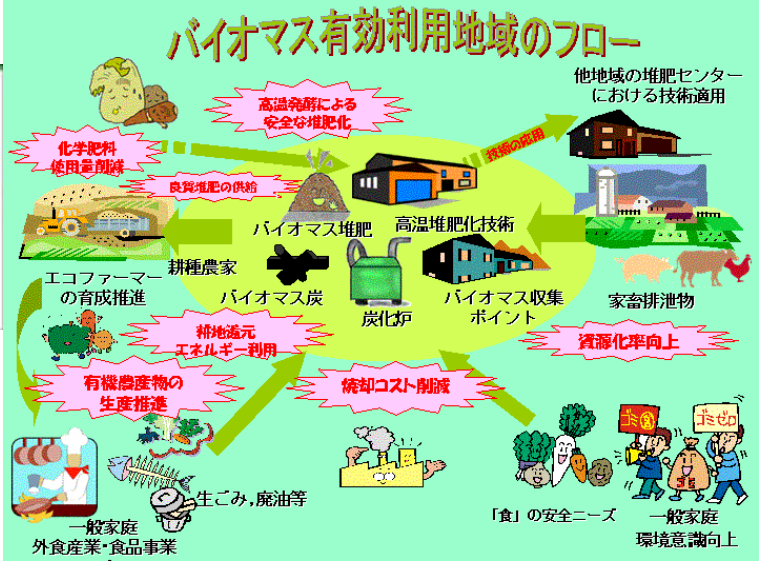 バイオマス有効利用地域のフロー
他地域の堆肥センター
における技術適用
高温発酵による
安全な堆肥化
化学肥料
使用量削減
技術の応用
良質堆肥の供給
バイオマス堆肥
高温堆肥化技術
耕種農家
エコファーマー
の育成推進
バイオマス炭
炭化炉
バイオマス収集
ポイント
家畜排泄物
耕地還元
エネルギー利用
資源化率向上
有機農産物の
生産推進
焼却コスト削減
ゴミ
ゴミゼロ
生ごみ,廃油等
「食」の安全ニーズ
一般家庭
環境意識向上
一般家庭
外食産業・食品事業